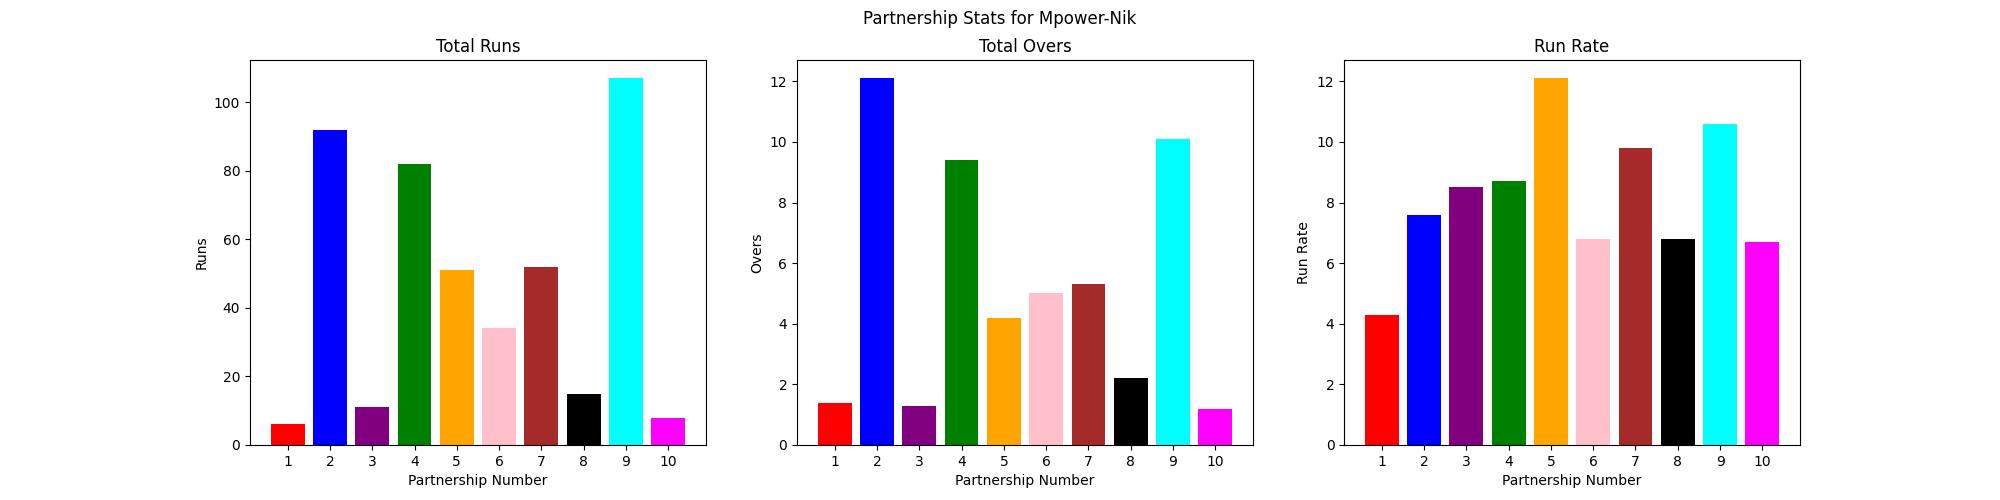 Partnership Stats for Mpower-Nik
Total Runs
Runs
100
80
60
40
20
0
1 2 3 4 5 6 7 8 9 10
Partnership Number
Total Overs
Overs
12
10
8
6
4
2
0
1 2 3 4 5 6 7 8 9 10
Partnership Number
Run Rate
Run Rate
12
10
8
6
4
2
0
1 2 3 4 5 6 7 8 9 10
Partnership Number